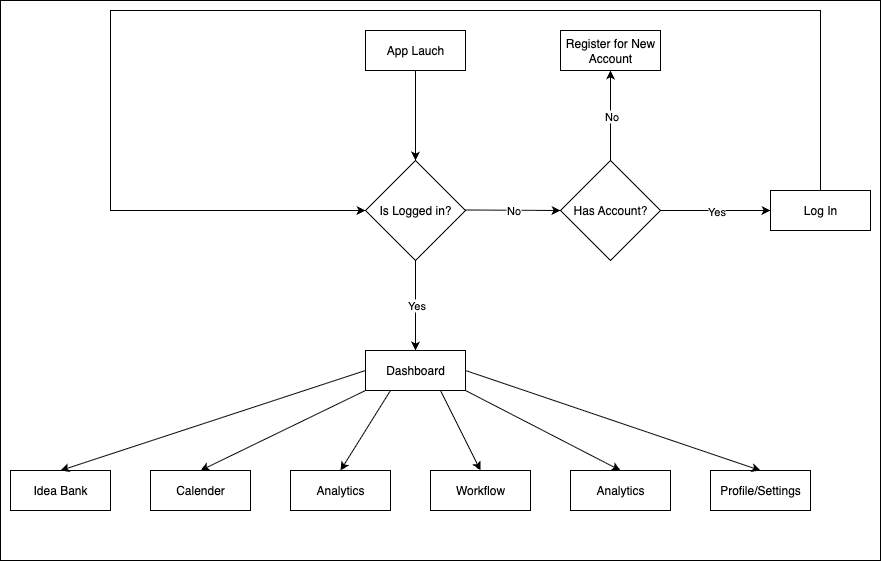 App Lauch
Register for New
Account
No
Is Logged in?
No
Has Account?
Yes
Log In
Yes
Dashboard
Idea Bank
Calender
Analytics
Workflow
Analytics
Profile/Settings